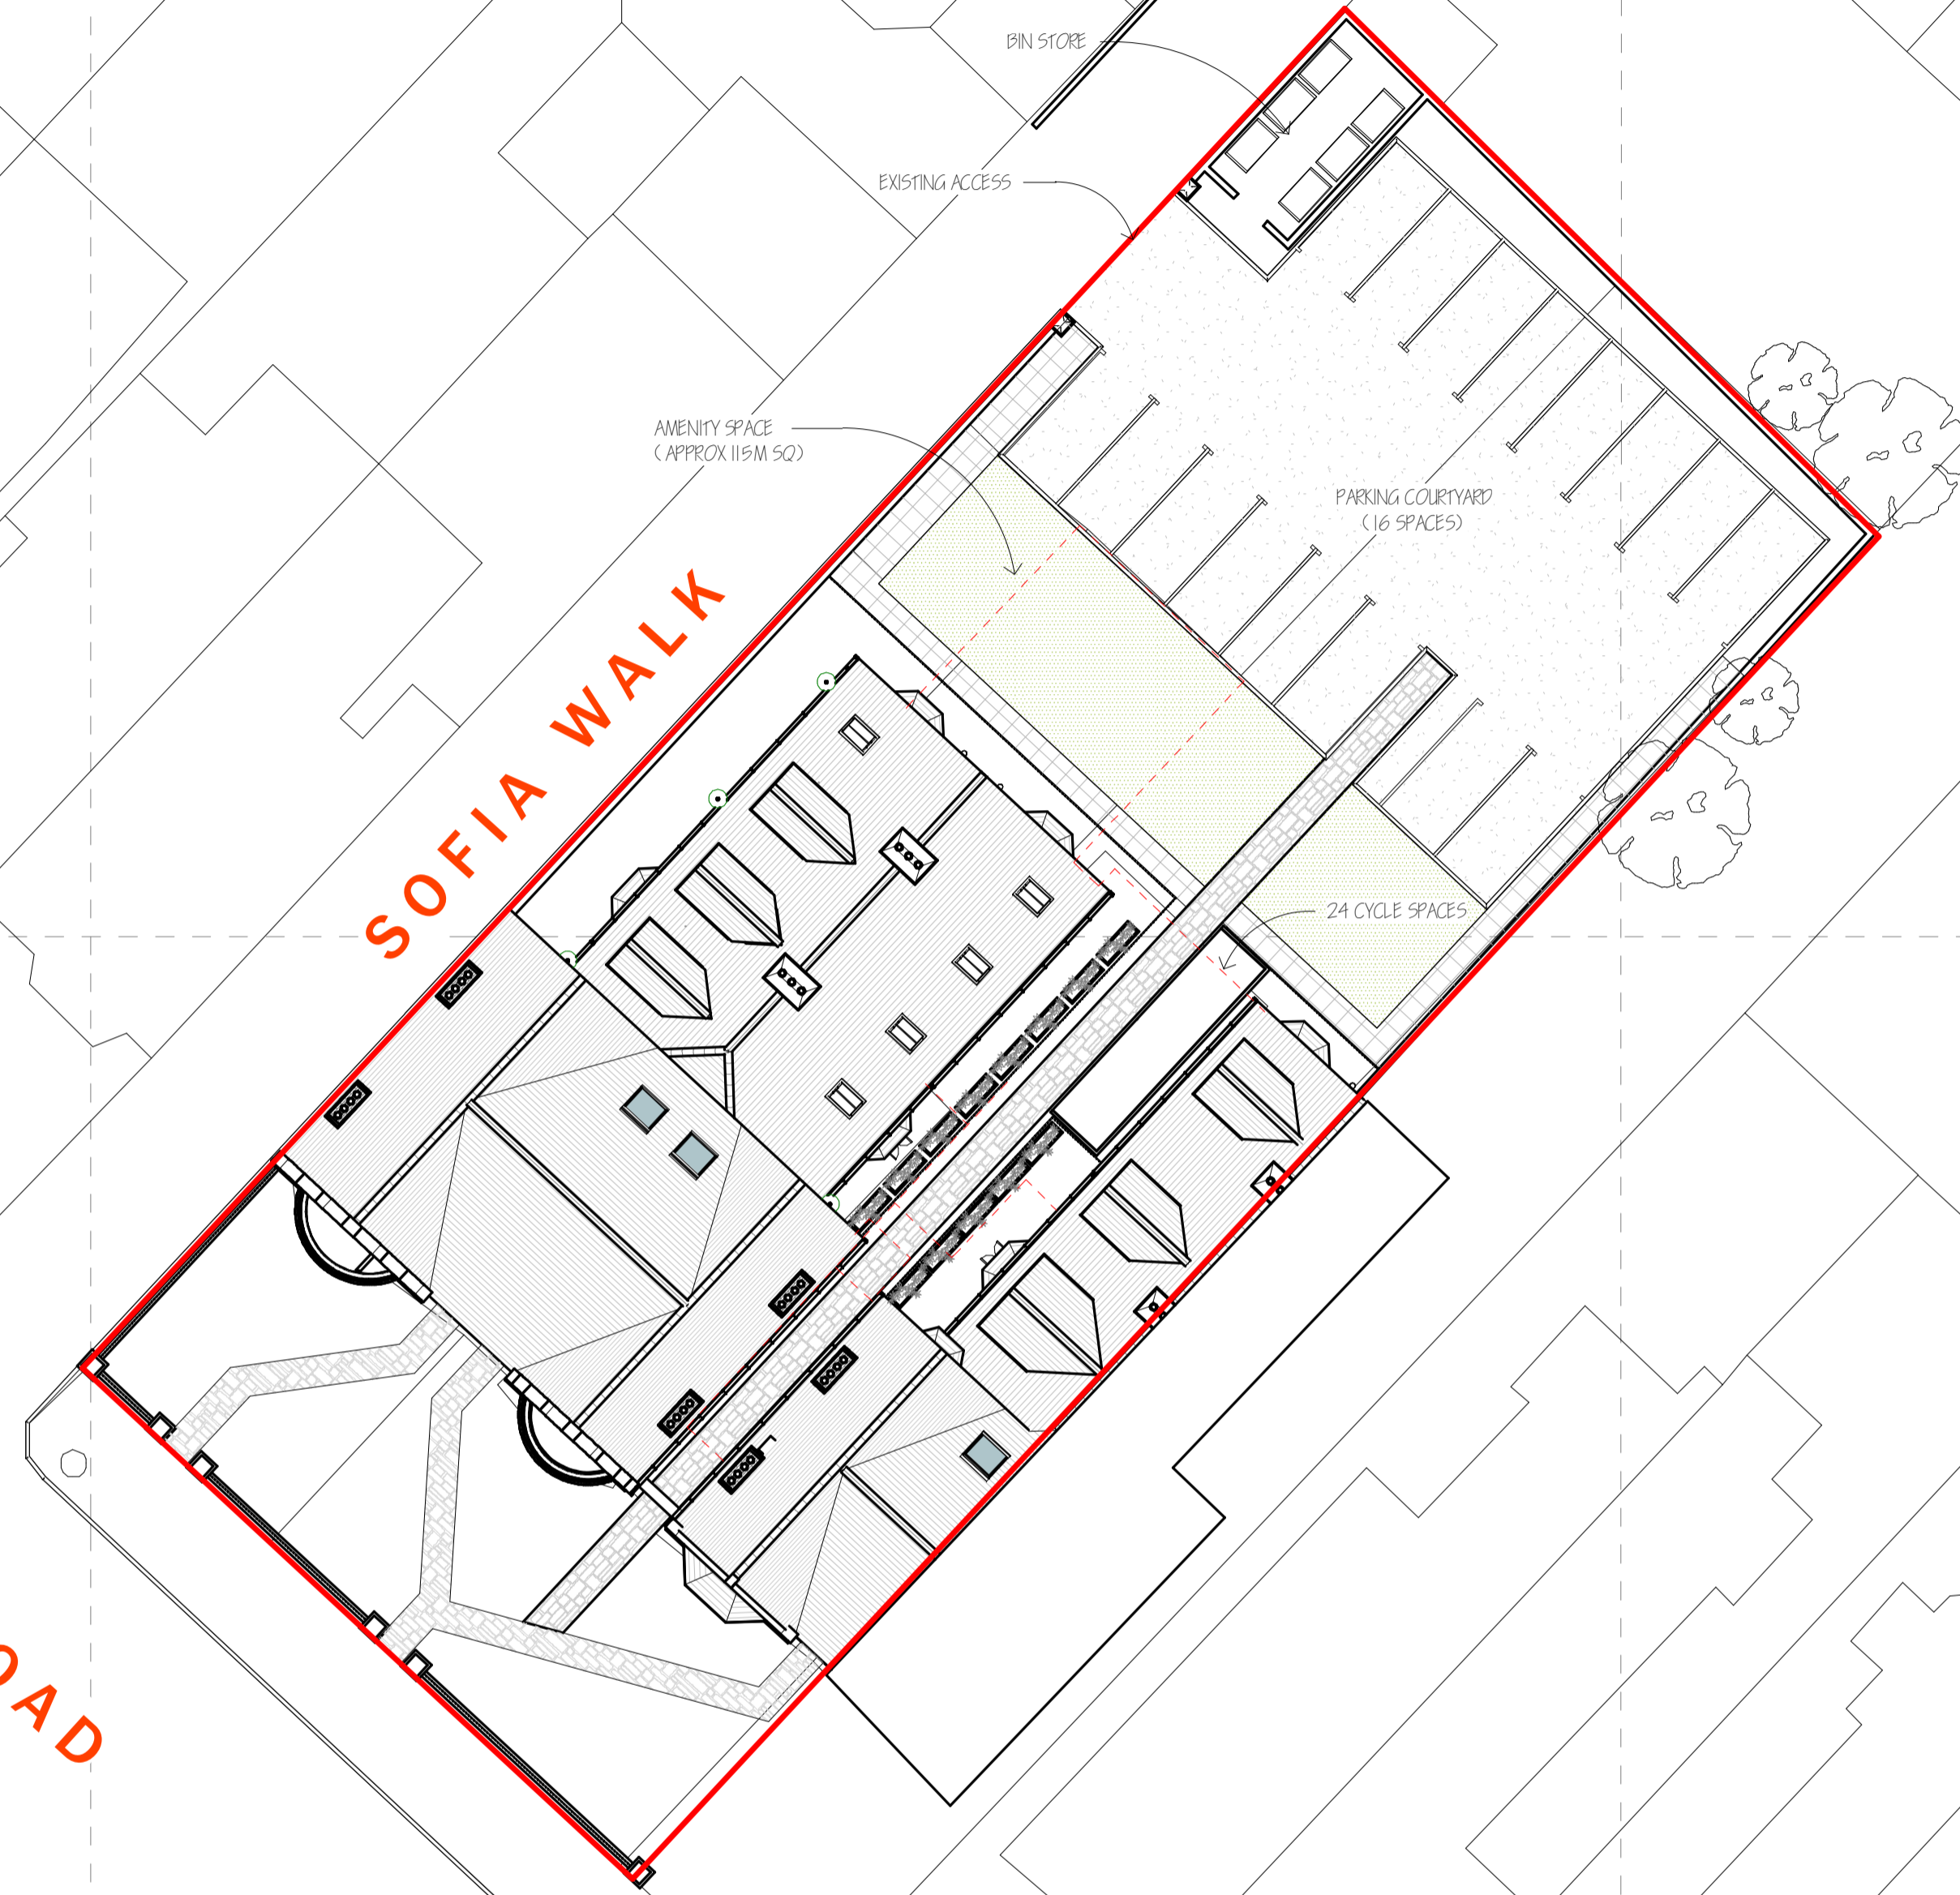 BIN STORE
EXISTING ACCESS
AMENITY SPACE
( APPROX 115M SQ)
PARKING COURTYARD
( 16 SPACES)
SOFIA WALK
24 CYCLE SPACES
OAD